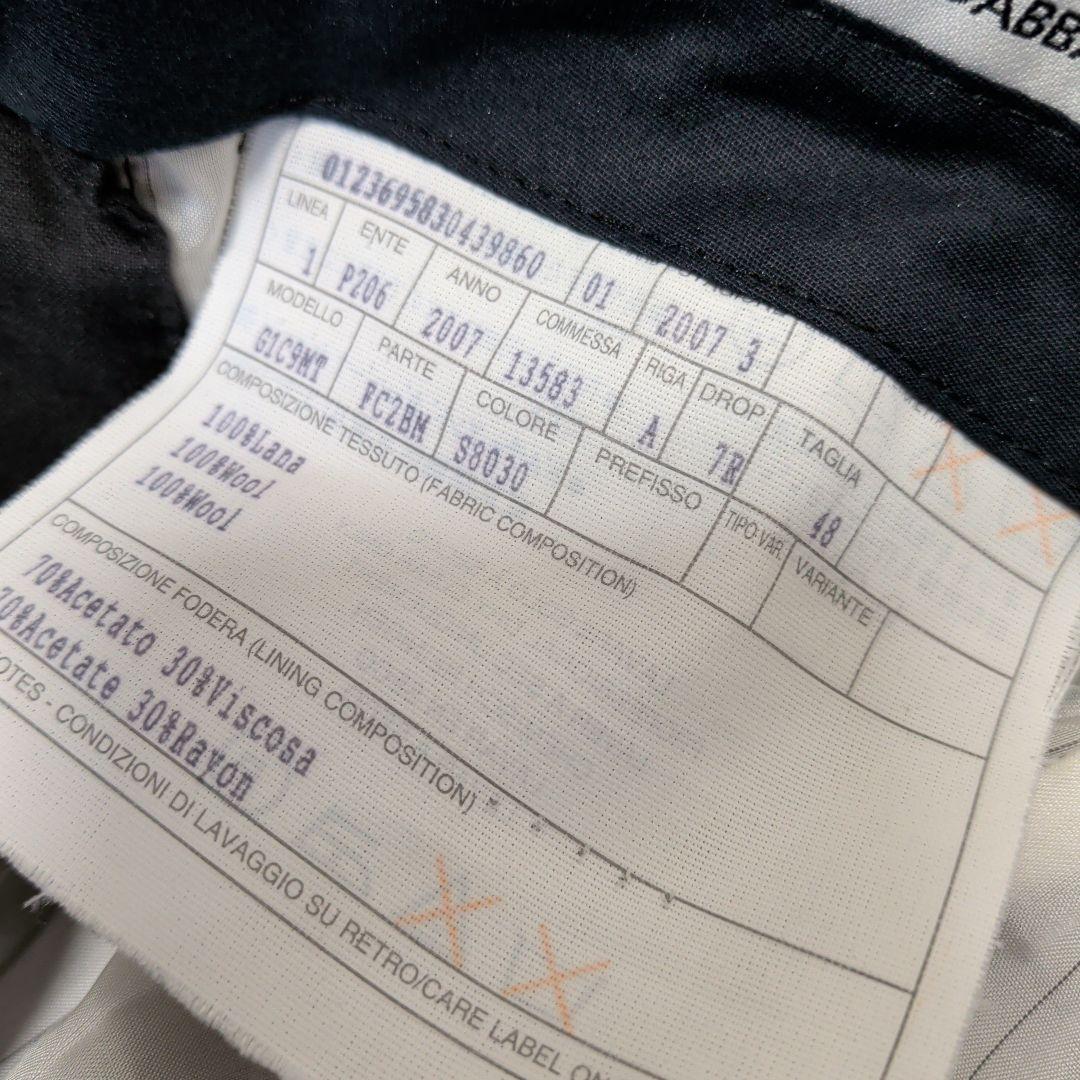 GABBA
0123695830439860 01 2007 3
LINEA ENTE ANNO COMMESSA RIGA DROP TAGLIA
1 P206 2007 13583 A 7R 48
MODELLO PARTE COLORE PREFISSO TIPO VAR. VARIANTE
G1C9MT FC2BM S8030
COMPOSIZIONE TESSUTO (FABRIC COMPOSITION)
100%Lana
100%Wool
100%Wool
COMPOSIZIONE FODERA (LINING COMPOSITION)
70%Acetato 30%Viscosa
70%Acetate 30%Rayon
NOTES - CONDIZIONI DI LAVAGGIO SU RETRO/CARE LABEL ON